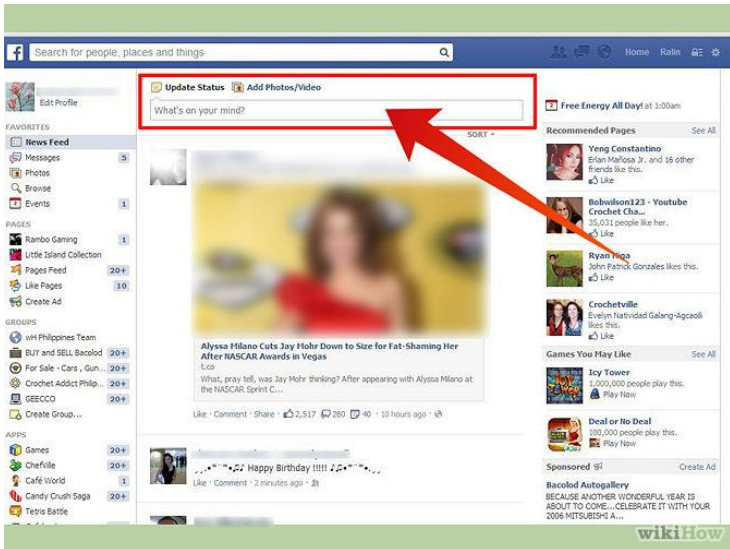 f
Search for people, places and things
Home
Ralin
Edit Profile
FAVORITES
News Feed
Messages 5
Photos
Browse
Events 1
PAGES
Rambo Gaming 1
Little Island Collection
Pages Feed 20+
Like Pages 10
Create Ad
GROUPS
wH Philippines Team
BUY and SELL Bacolod 20+
For Sale - Cars , Gun... 20+
Crochet Addict Philip... 20+
GEECCO 20+
Create Group...
APPS
Games 20+
ChefVille 20+
Café World 1
Candy Crush Saga 20+
Tetris Battle
Update Status
Add Photos/Video
What's on your mind?
SORT
Alyssa Milano Cuts Jay Mohr Down to Size for Fat-Shaming Her
After NASCAR Awards in Vegas
t.co
What, pray tell, was Jay Mohr thinking? After appearing with Alyssa Milano at
the NASCAR Sprint C...
Like · Comment · Share · 2,517 260 40 · 10 hours ago ·
Happy Birthday !!!!!
Like · Comment · 2 minutes ago ·
Free Energy All Day! at 1:00am
Recommended Pages See All
Yeng Constantino
Erlan Mañosa Jr. and 16 other
friends like this.
Like
Bobwilson123 - Youtube
Crochet Cha...
35,031 people like her.
Like
Ryan Higa
John Patrick Gonzales likes this.
Like
Crochetville
Evelyn Natividad Galang-Agcaoili
likes this.
Like
Games You May Like See All
Icy Tower
1,000,000 people play this.
Play Now
Deal or No Deal
100,000 people play this.
Play Now
Sponsored Create Ad
Bacolod Autogallery
BECAUSE ANOTHER WONDERFUL YEAR IS
ABOUT TO COME...CELEBRATE IT WITH YOUR
2006 MITSUBISHI A...
wikiHow